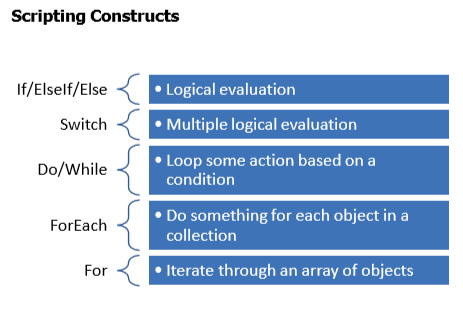 Scripting Constructs
If/ElseIf/Else
• Logical evaluation
Switch
• Multiple logical evaluation
Do/While
• Loop some action based on a
condition
ForEach
• Do something for each object in a
collection
For
• Iterate through an array of objects